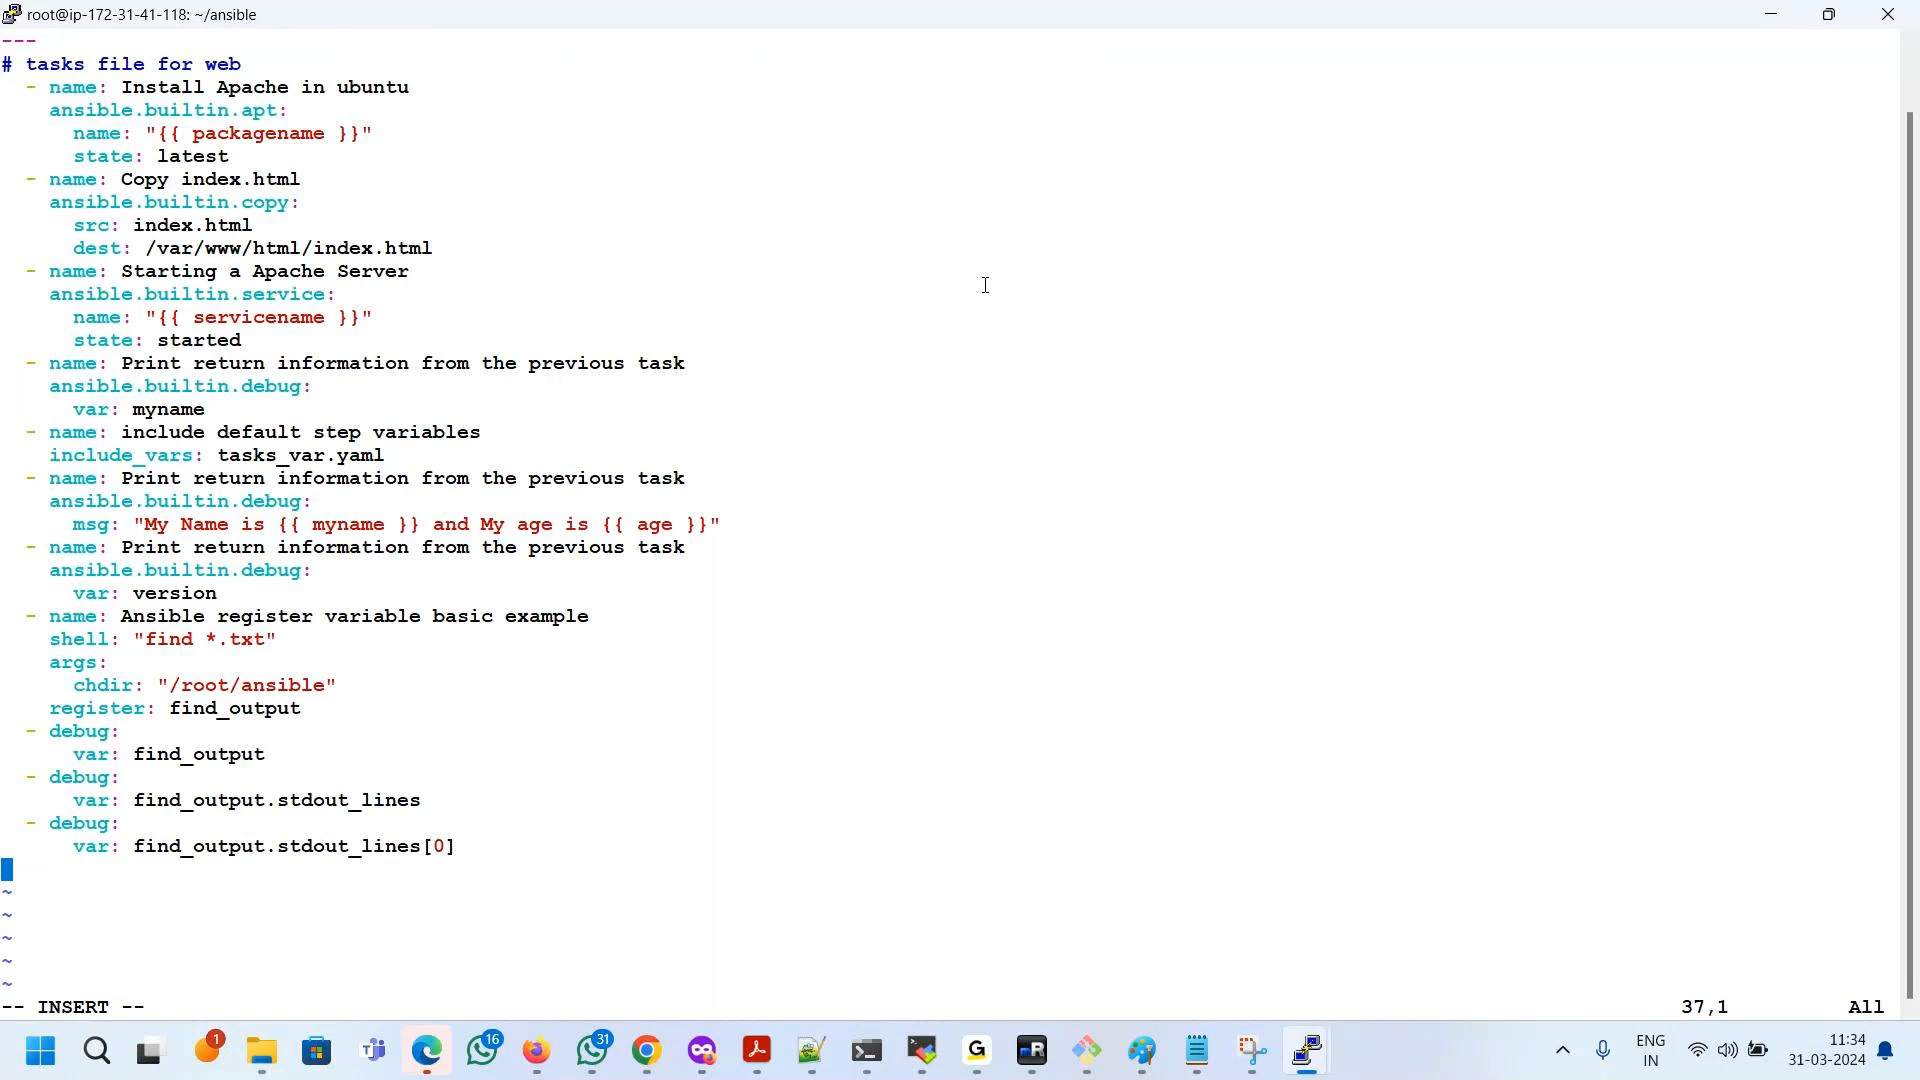 root@ip-172-31-41-118: ~/ansible
---
# tasks file for web
  - name: Install Apache in ubuntu
    ansible.builtin.apt:
      name: "{{ packagename }}"
      state: latest
  - name: Copy index.html
    ansible.builtin.copy:
      src: index.html
      dest: /var/www/html/index.html
  - name: Starting a Apache Server
    ansible.builtin.service:
      name: "{{ servicename }}"
      state: started
  - name: Print return information from the previous task
    ansible.builtin.debug:
      var: myname
  - name: include default step variables
    include_vars: tasks_var.yaml
  - name: Print return information from the previous task
    ansible.builtin.debug:
      msg: "My Name is {{ myname }} and My age is {{ age }}"
  - name: Print return information from the previous task
    ansible.builtin.debug:
      var: version
  - name: Ansible register variable basic example
    shell: "find *.txt"
    args:
      chdir: "/root/ansible"
    register: find_output
  - debug:
      var: find_output
  - debug:
      var: find_output.stdout_lines
  - debug:
      var: find_output.stdout_lines[0]
~
~
~
~
~
-- INSERT -- 37,1 All
1 16 31 G R ENG 11:34
IN 31-03-2024